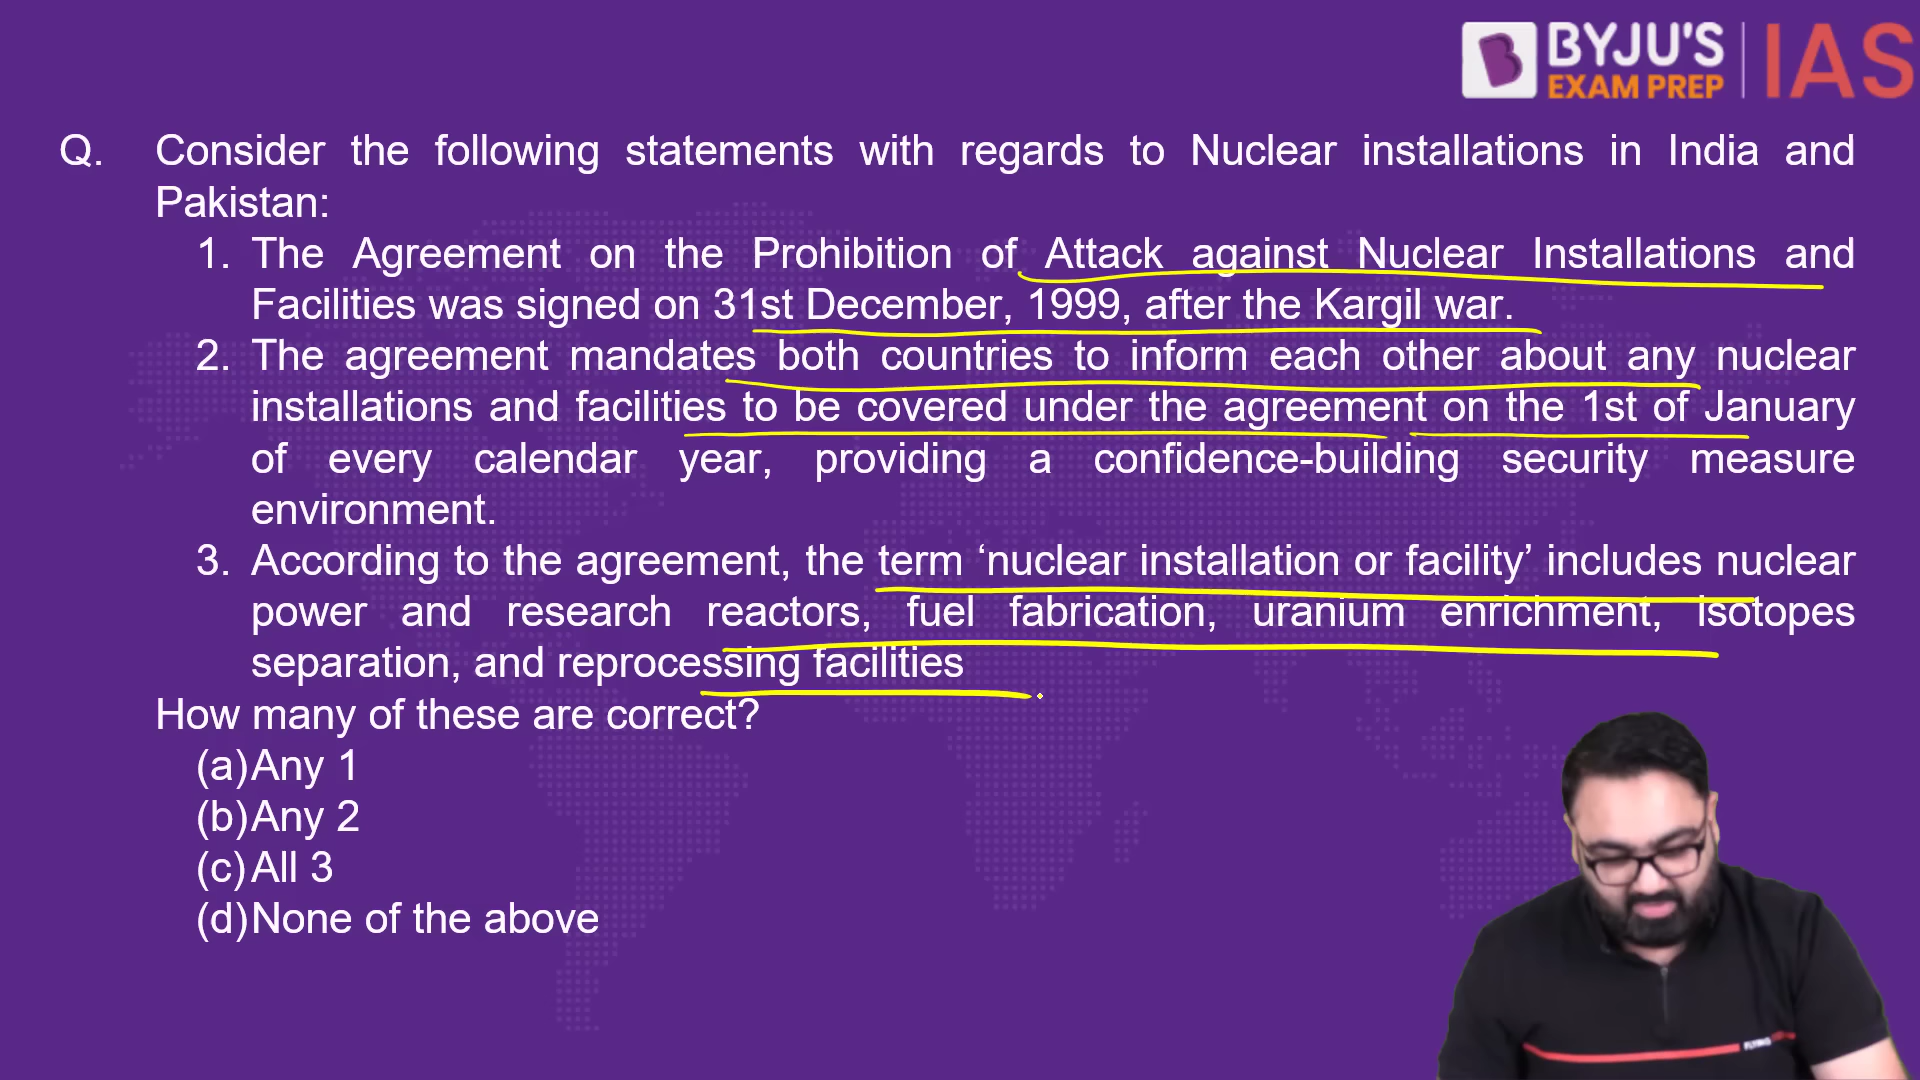 BYJU'S
EXAM PREP
IAS
Q. Consider the following statements with regards to Nuclear installations in India and
Pakistan:
1. The Agreement on the Prohibition of Attack against Nuclear Installations and
Facilities was signed on 31st December, 1999, after the Kargil war.
2. The agreement mandates both countries to inform each other about any nuclear
installations and facilities to be covered under the agreement on the 1st of January
of every calendar year, providing a confidence-building security measure
environment.
3. According to the agreement, the term ‘nuclear installation or facility’ includes nuclear
power and research reactors, fuel fabrication, uranium enrichment, isotopes
separation, and reprocessing facilities
How many of these are correct?
(a) Any 1
(b) Any 2
(c) All 3
(d) None of the above